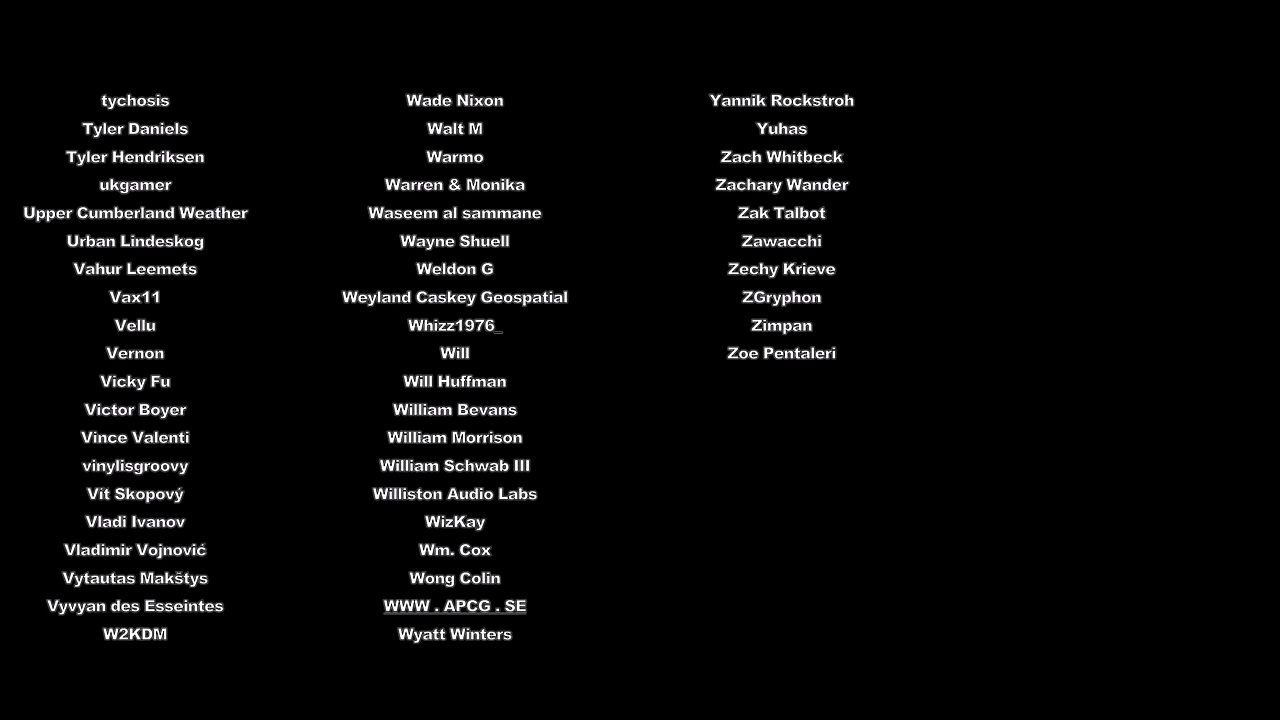 tychosis
Tyler Daniels
Tyler Hendriksen
ukgamer
Upper Cumberland Weather
Urban Lindeskog
Vahur Leemets
Vax11
Vellu
Vernon
Vicky Fu
Victor Boyer
Vince Valenti
vinylisgroovy
Vít Skopový
Vladi Ivanov
Vladimir Vojnović
Vytautas Makštys
Vyvyan des Esseintes
W2KDM
Wade Nixon
Walt M
Warmo
Warren & Monika
Waseem al sammane
Wayne Shuell
Weldon G
Weyland Caskey Geospatial
Whizz1976_
Will
Will Huffman
William Bevans
William Morrison
William Schwab III
Williston Audio Labs
WizKay
Wm. Cox
Wong Colin
WWW . APCG . SE
Wyatt Winters
Yannik Rockstroh
Yuhas
Zach Whitbeck
Zachary Wander
Zak Talbot
Zawacchi
Zechy Krieve
ZGryphon
Zimpan
Zoe Pentaleri